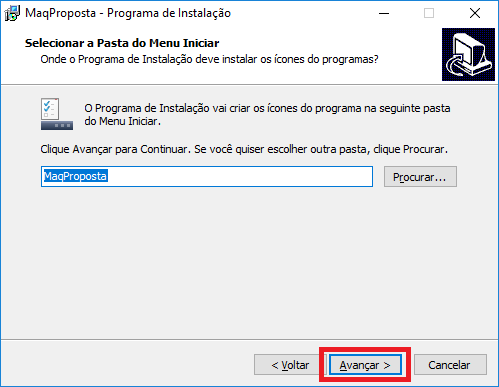 MaqProposta - Programa de Instalação
Selecionar a Pasta do Menu Iniciar
Onde o Programa de Instalação deve instalar os ícones do programas?
O Programa de Instalação vai criar os ícones do programa na seguinte pasta
do Menu Iniciar.
Clique Avançar para Continuar. Se você quiser escolher outra pasta, clique Procurar.
MaqProposta
Procurar...
< Voltar
Avançar >
Cancelar